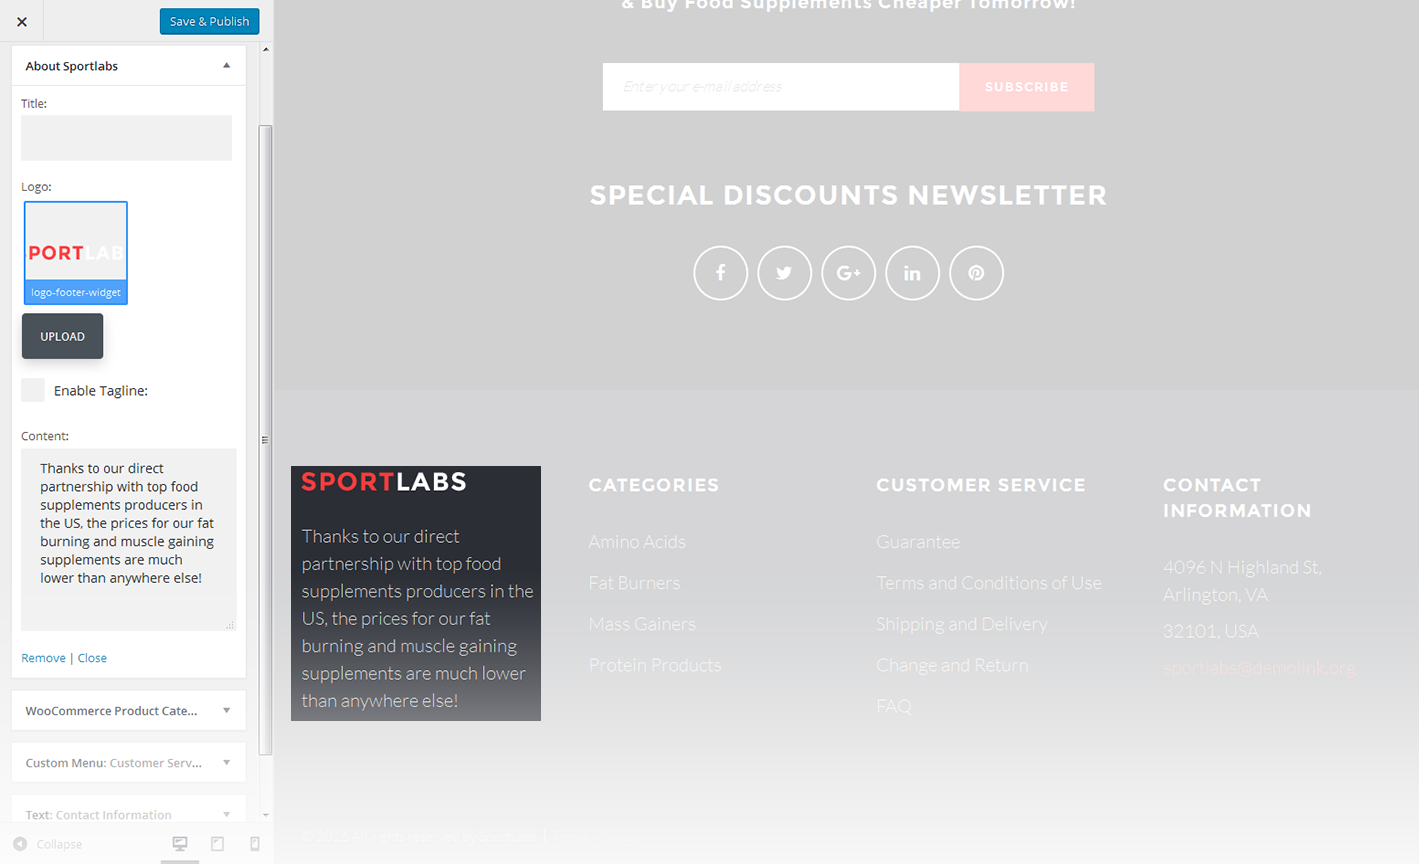 Save & Publish
About Sportlabs
Title:
Logo:
SPORTLAB
logo-footer-widget
UPLOAD
Enable Tagline:
Content:
Thanks to our direct
partnership with top food
supplements producers in
the US, the prices for our fat
burning and muscle gaining
supplements are much
lower than anywhere else!
Remove | Close
WooCommerce Product Cate...
Custom Menu: Customer Serv...
Text: Contact Information
Collapse
& Buy Food Supplements Cheaper Tomorrow!
Enter your e-mail address
SUBSCRIBE
SPECIAL DISCOUNTS NEWSLETTER
SPORTLABS
Thanks to our direct
partnership with top food
supplements producers in the
US, the prices for our fat
burning and muscle gaining
supplements are much lower
than anywhere else!
CATEGORIES
Amino Acids
Fat Burners
Mass Gainers
Protein Products
CUSTOMER SERVICE
Guarantee
Terms and Conditions of Use
Shipping and Delivery
Change and Return
FAQ
CONTACT
INFORMATION
4096 N Highland St,
Arlington, VA
32101, USA
sportlabs@demolink.org
All rights reserved